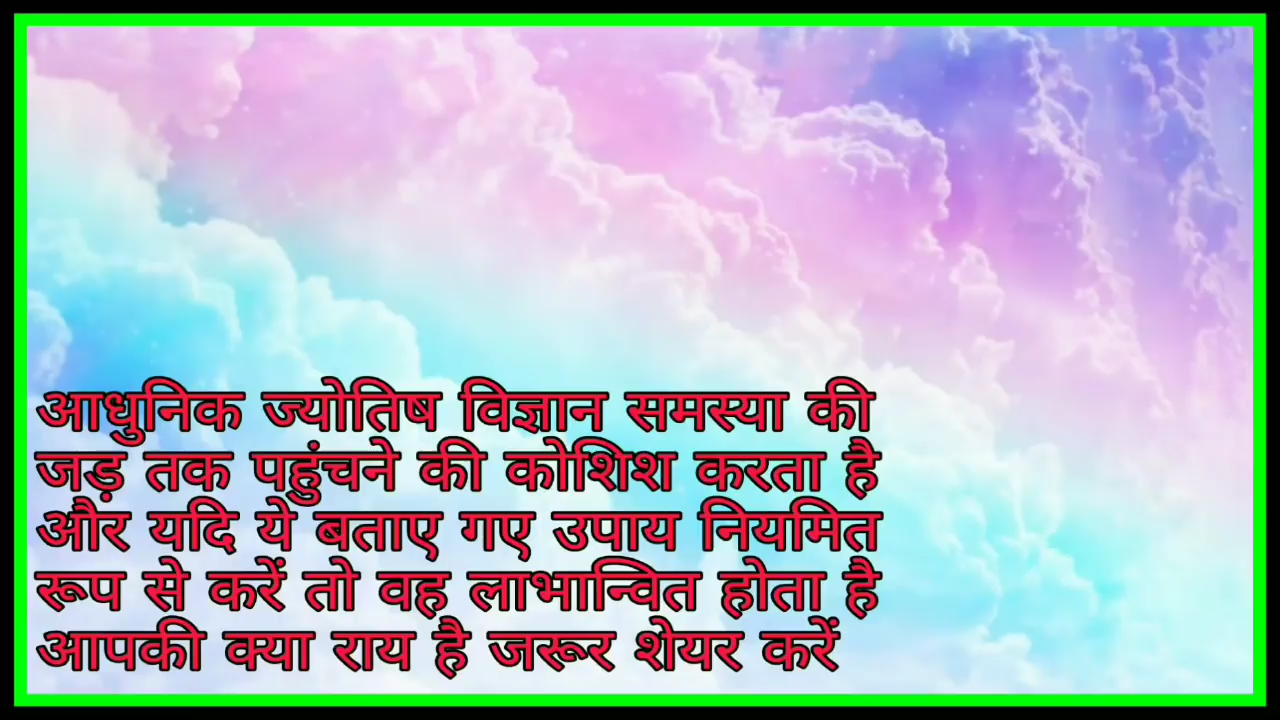 आधुनिक ज्योतिष विज्ञान समस्या की
जड़ तक पहुंचने की कोशिश करता है
और यदि ये बताए गए उपाय नियमित
रूप से करें तो वह लाभान्वित होता है
आपकी क्या राय है जरूर शेयर करें